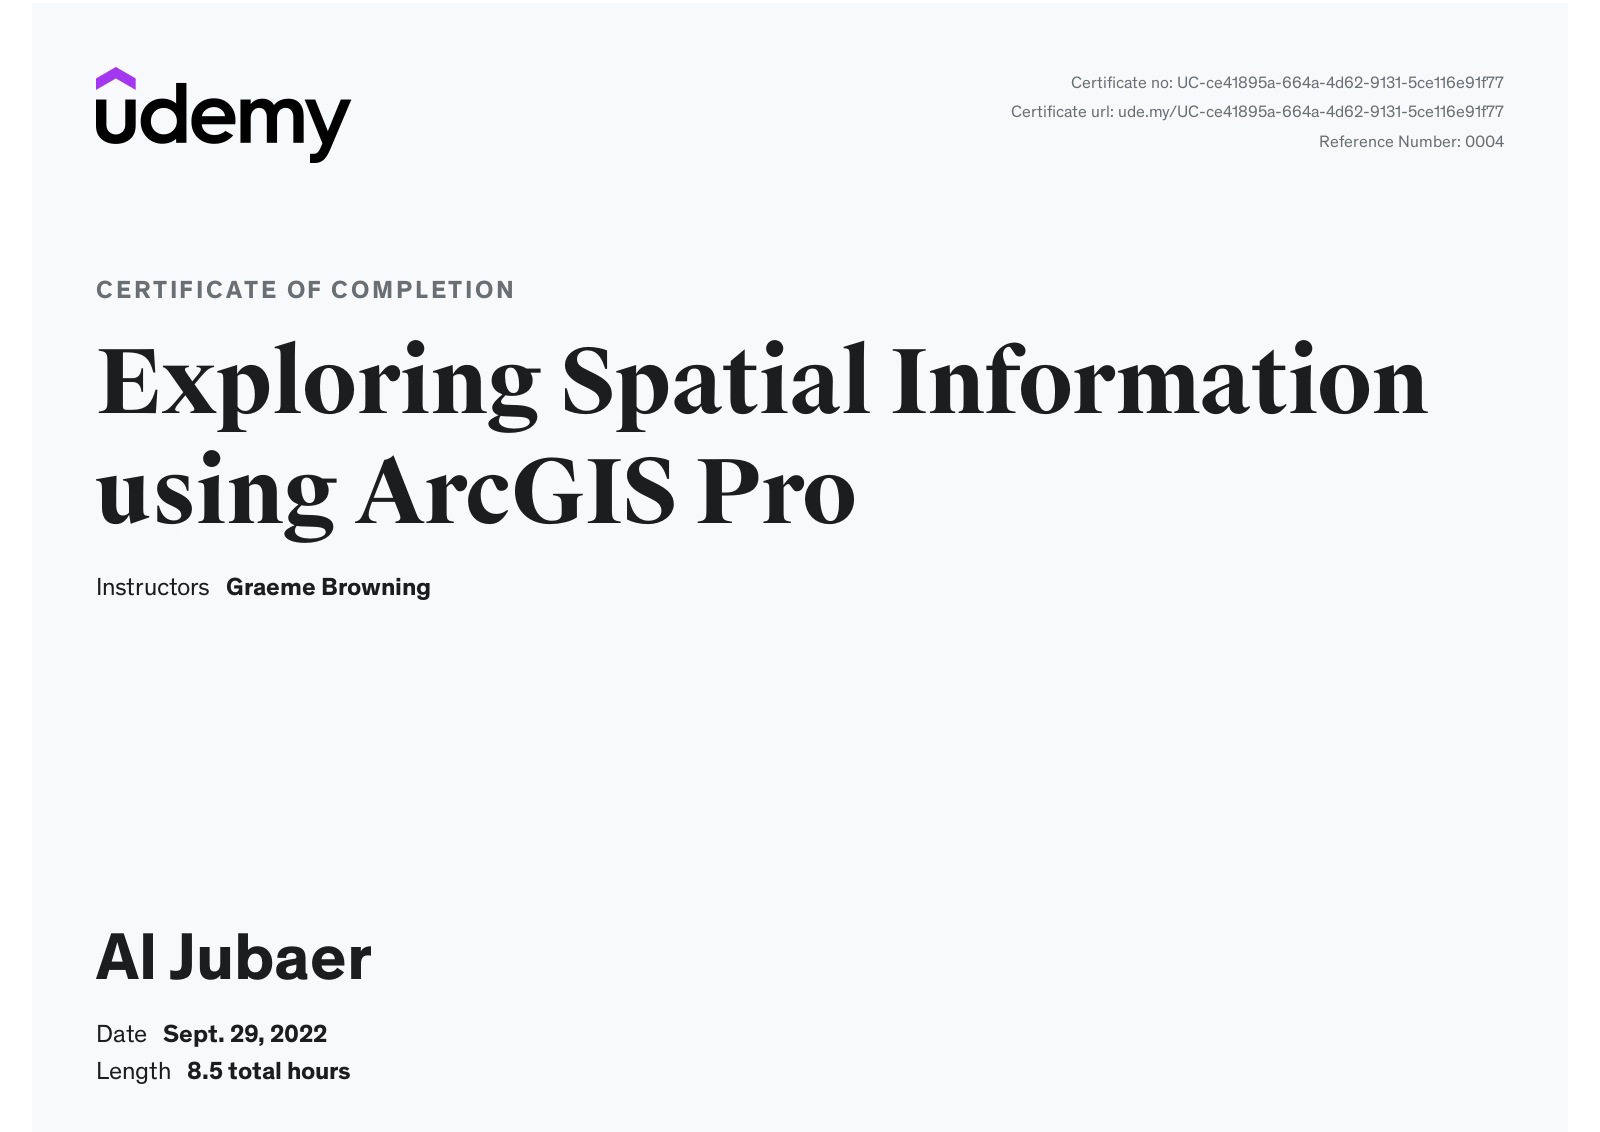 udemy
Certificate no: UC-ce41895a-664a-4d62-9131-5ce116e91f77
Certificate url: ude.my/UC-ce41895a-664a-4d62-9131-5ce116e91f77
Reference Number: 0004
CERTIFICATE OF COMPLETION
Exploring Spatial Information
using ArcGIS Pro
Instructors Graeme Browning
Al Jubaer
Date Sept. 29, 2022
Length 8.5 total hours